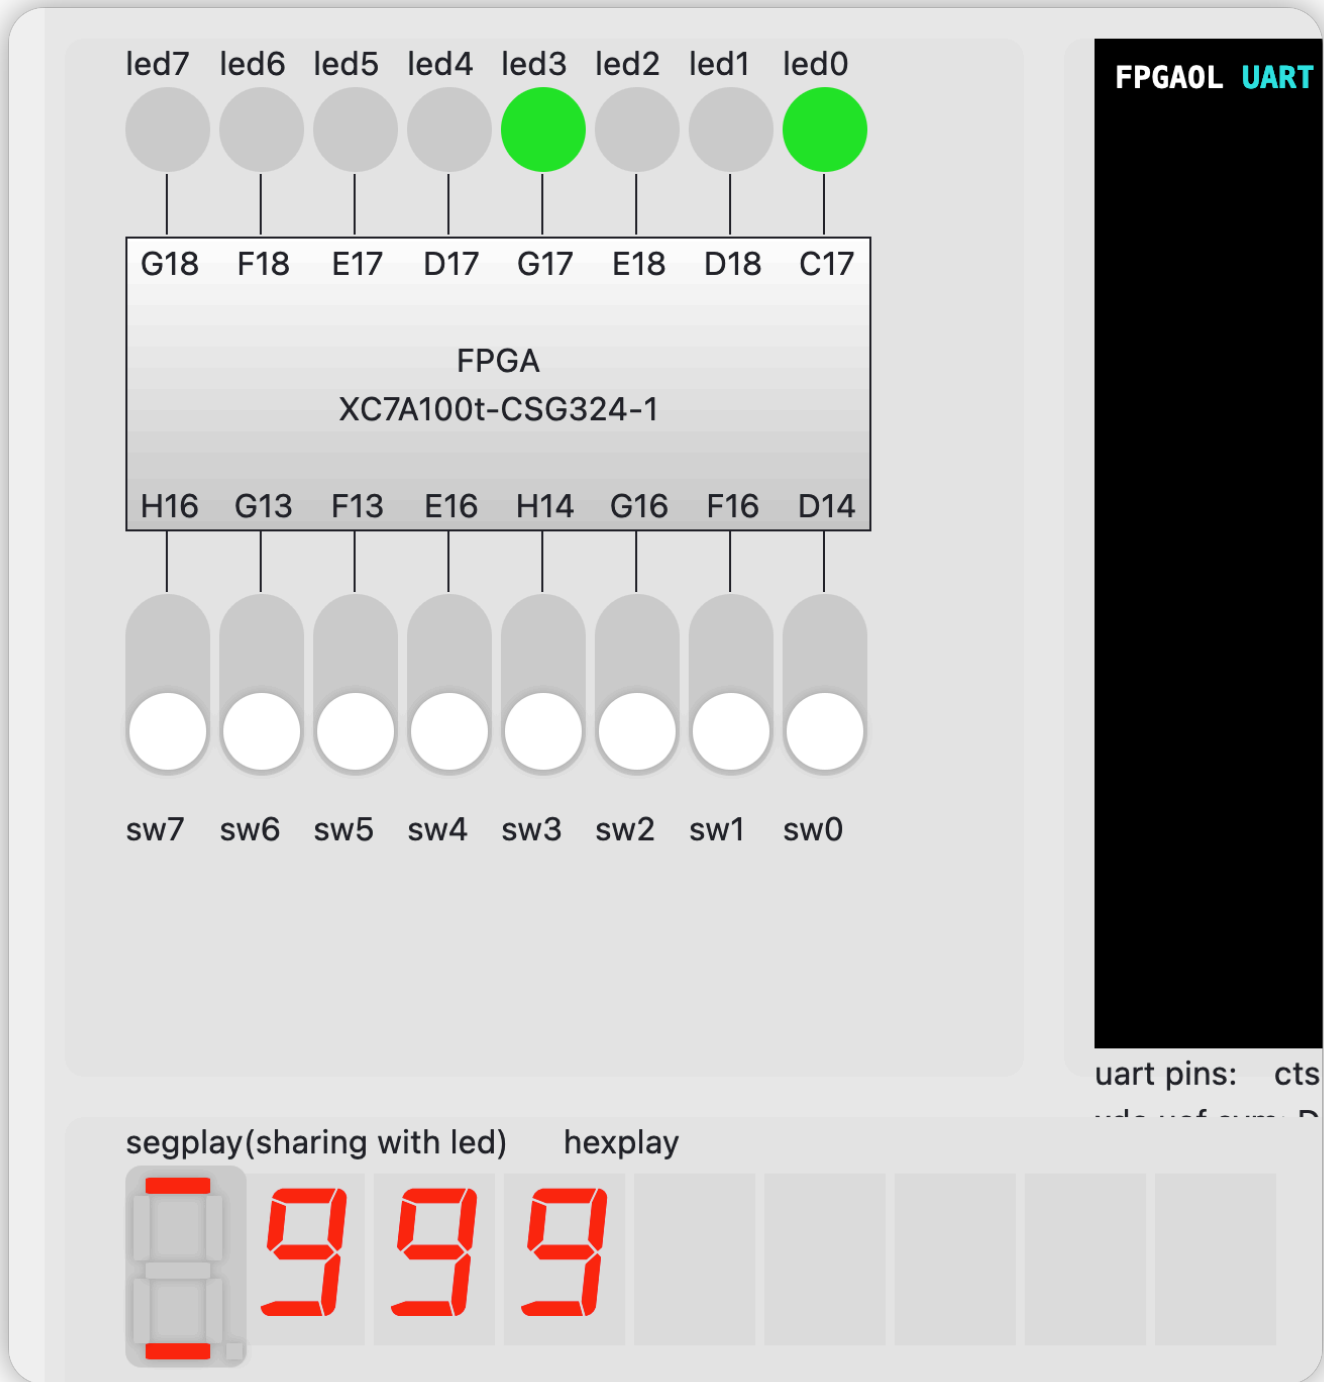 led7 led6 led5 led4 led3 led2 led1 led0
FPGAOL UART
G18 F18 E17 D17 G17 E18 D18 C17
FPGA
XC7A100t-CSG324-1
H16 G13 F13 E16 H14 G16 F16 D14
sw7 sw6 sw5 sw4 sw3 sw2 sw1 sw0
uart pins: cts
segplay(sharing with led) hexplay
999